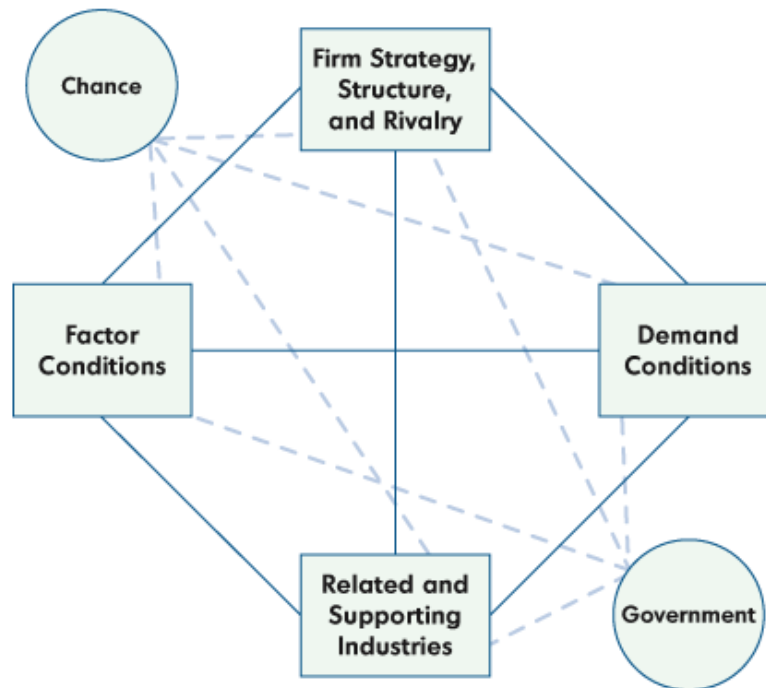 Chance
Firm Strategy,
Structure,
and Rivalry
Factor
Conditions
Demand
Conditions
Related and
Supporting
Industries
Government